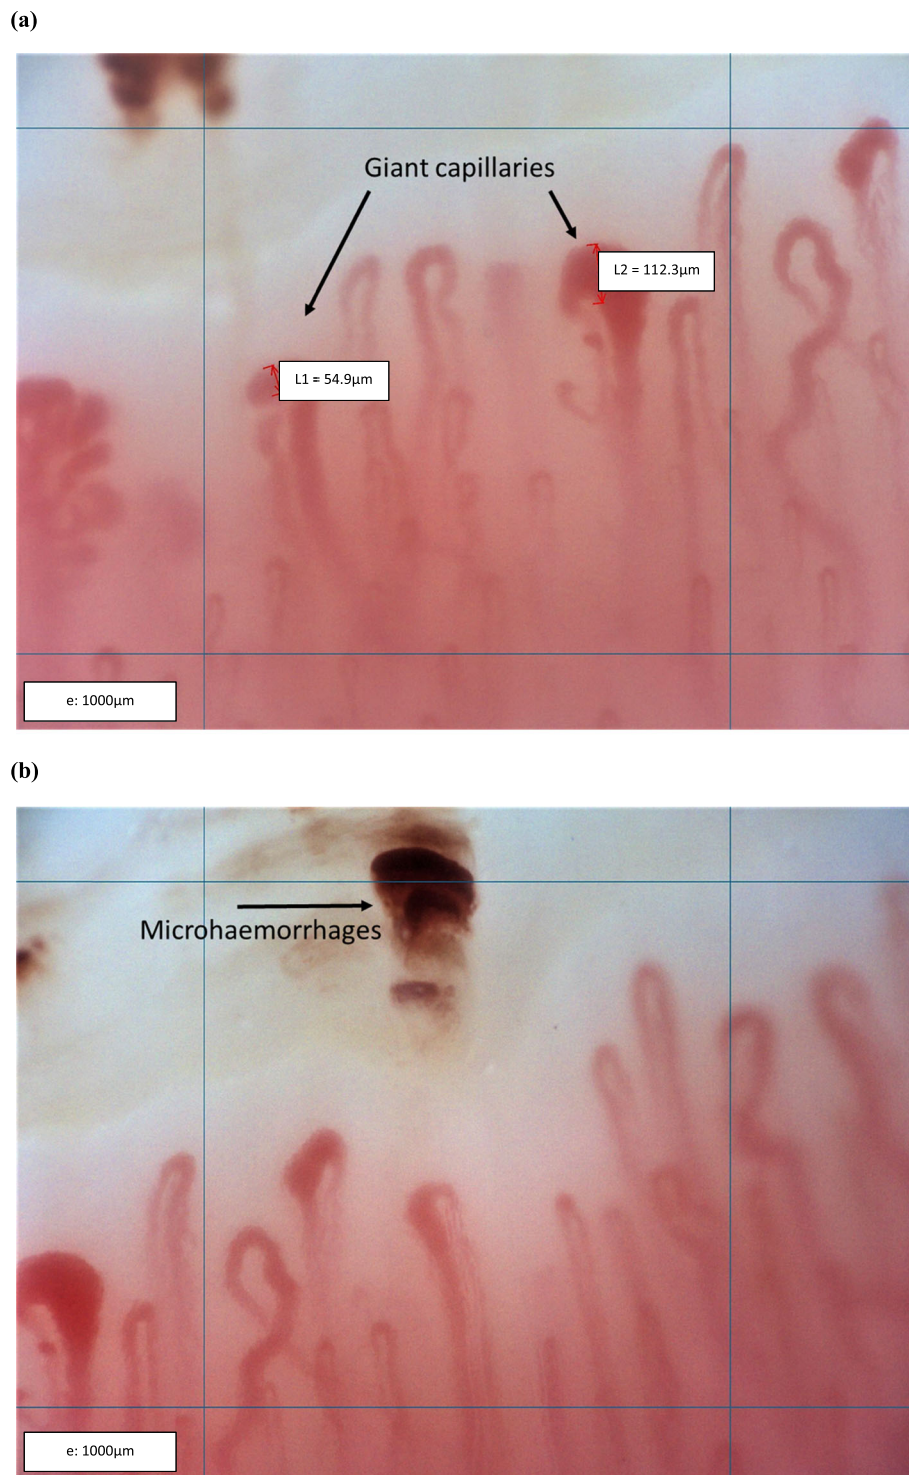 (a)
Giant capillaries
L2 = 112.3µm
L1 = 54.9µm
e: 1000µm
(b)
Microhaemorrhages
e: 1000µm